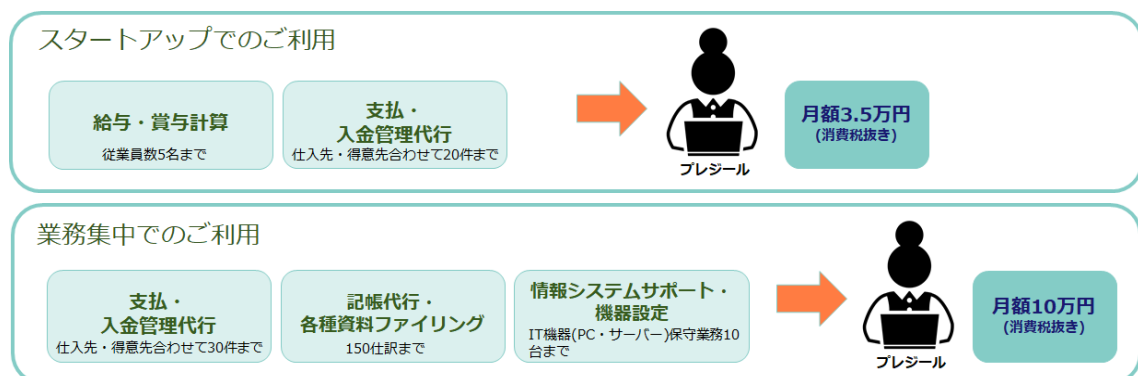 スタートアップでのご利用
給与・賞与計算
従業員数5名まで
支払・
入金管理代行
仕入先・得意先合わせて20件まで
プレジール
月額3.5万円
(消費税抜き)
業務集中でのご利用
支払・
入金管理代行
仕入先・得意先合わせて30件まで
記帳代行・
各種資料ファイリング
150仕訳まで
情報システムサポート・
機器設定
IT機器(PC・サーバー)保守業務10
台まで
プレジール
月額10万円
(消費税抜き)